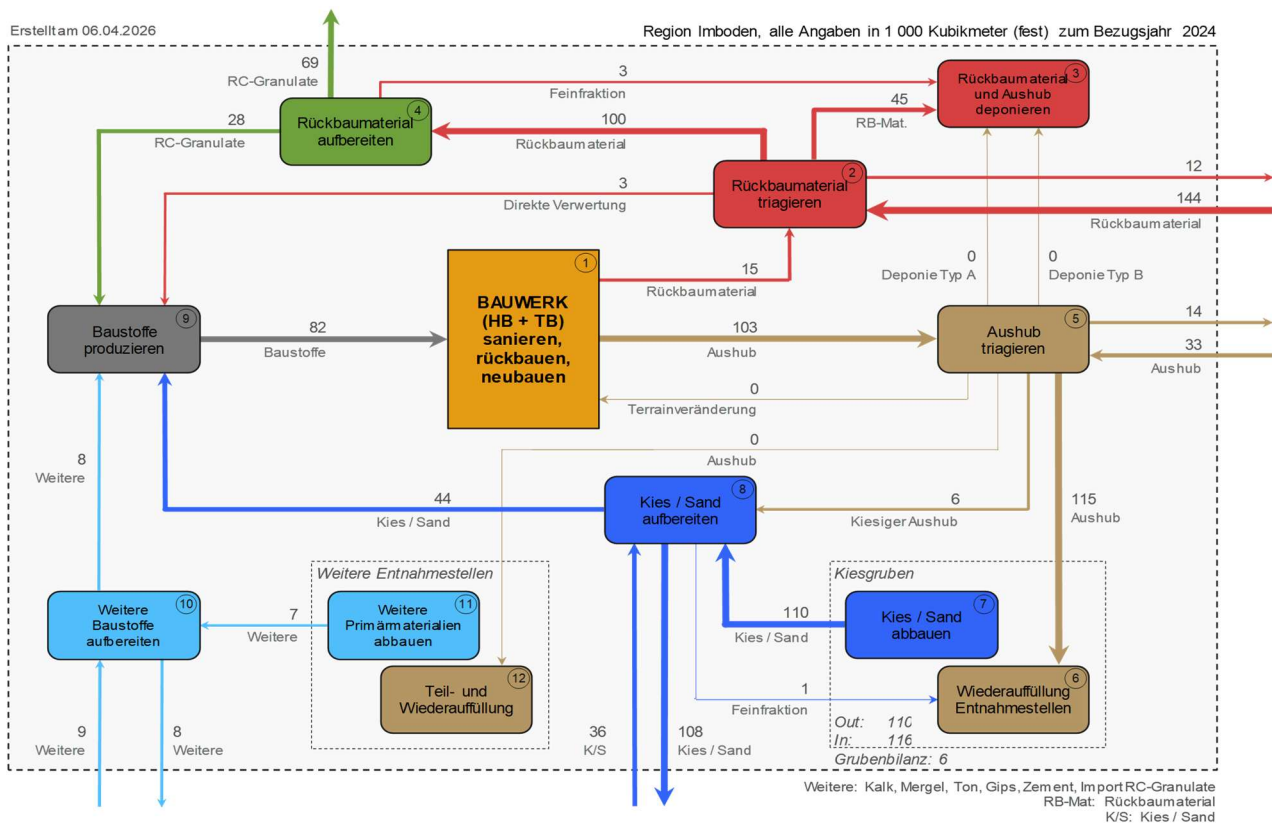 Erstellt am 06.04.2026
Region Imboden, alle Angaben in 1 000 Kubikmeter (fest) zum Bezugsjahr 2024
69
RC-Granulate
3
Feinfraktion
4
Rückbaumaterial
aufbereiten
3
Rückbaumaterial
und Aushub
deponieren
28
RC-Granulate
100
Rückbaumaterial
45
RB-Mat.
2
Rückbaumaterial
triagieren
12
144
Rückbaumaterial
3
Direkte Verwertung
15
Rückbaumaterial
0
Deponie Typ A
0
Deponie Typ B
1
BAUWERK
(HB + TB)
sanieren,
rückbauen,
neubauen
9
Baustoffe
produzieren
82
Baustoffe
103
Aushub
5
Aushub
triagieren
14
33
Aushub
0
Terrainveränderung
0
Aushub
8
Weitere
44
Kies / Sand
8
Kies / Sand
aufbereiten
6
Kiesiger Aushub
115
Aushub
Weitere Entnahmestellen
Kiesgruben
10
Weitere
Baustoffe
aufbereiten
7
Weitere
11
Weitere
Primärmaterialien
abbauen
110
Kies / Sand
7
Kies / Sand
abbauen
12
Teil- und
Wiederauffüllung
1
Feinfraktion
6
Wiederauffüllung
Entnahmestellen
9
Weitere
8
Weitere
36
K/S
108
Kies / Sand
Out: 110
In: 116
Grubenbilanz: 6
Weitere: Kalk, Mergel, Ton, Gips, Zement, Import RC-Granulate
RB-Mat: Rückbaumaterial
K/S: Kies / Sand